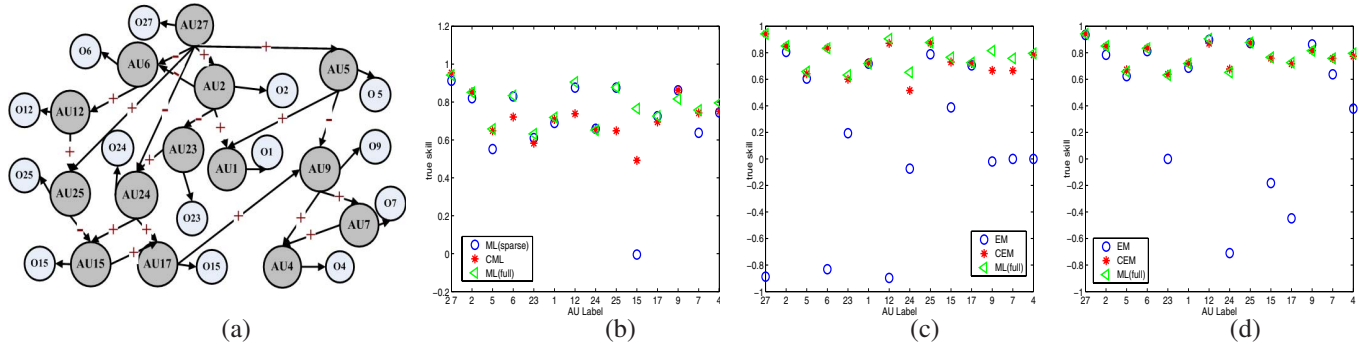 O27
AU27
+
O6
AU6
-
-
+
AU5
AU2
O2
O 5
O12
AU12
+
+
-
-
+
+
-
O24
AU23
O1
O9
+
+
AU1
AU9
O25
AU25
AU24
O23
+
+
+
O7
AU7
-
+
+
+
O15
AU15
+
AU17
O15
AU4
O4
(a)
true skill
1.2
1
0.8
0.6
0.4
0.2
0
0.2
ML(sparse)
CML
ML(full)
27 2 5 6 23 1 12 24 25 15 17 9 7 4
AU Label
(b)
true skill
1
0.8
0.6
0.4
0.2
0
0.2
0.4
0.6
0.8
−1
EM
CEM
ML(full)
27 2 5 6 23 1 12 24 25 15 17 9 7 4
AU Label
(c)
true skill
1
0.8
0.6
0.4
0.2
0
0.2
0.4
0.6
0.8
−1
EM
CEM
ML(full)
27 2 5 6 23 1 12 24 25 15 17 9 7 4
AU Label
(d)